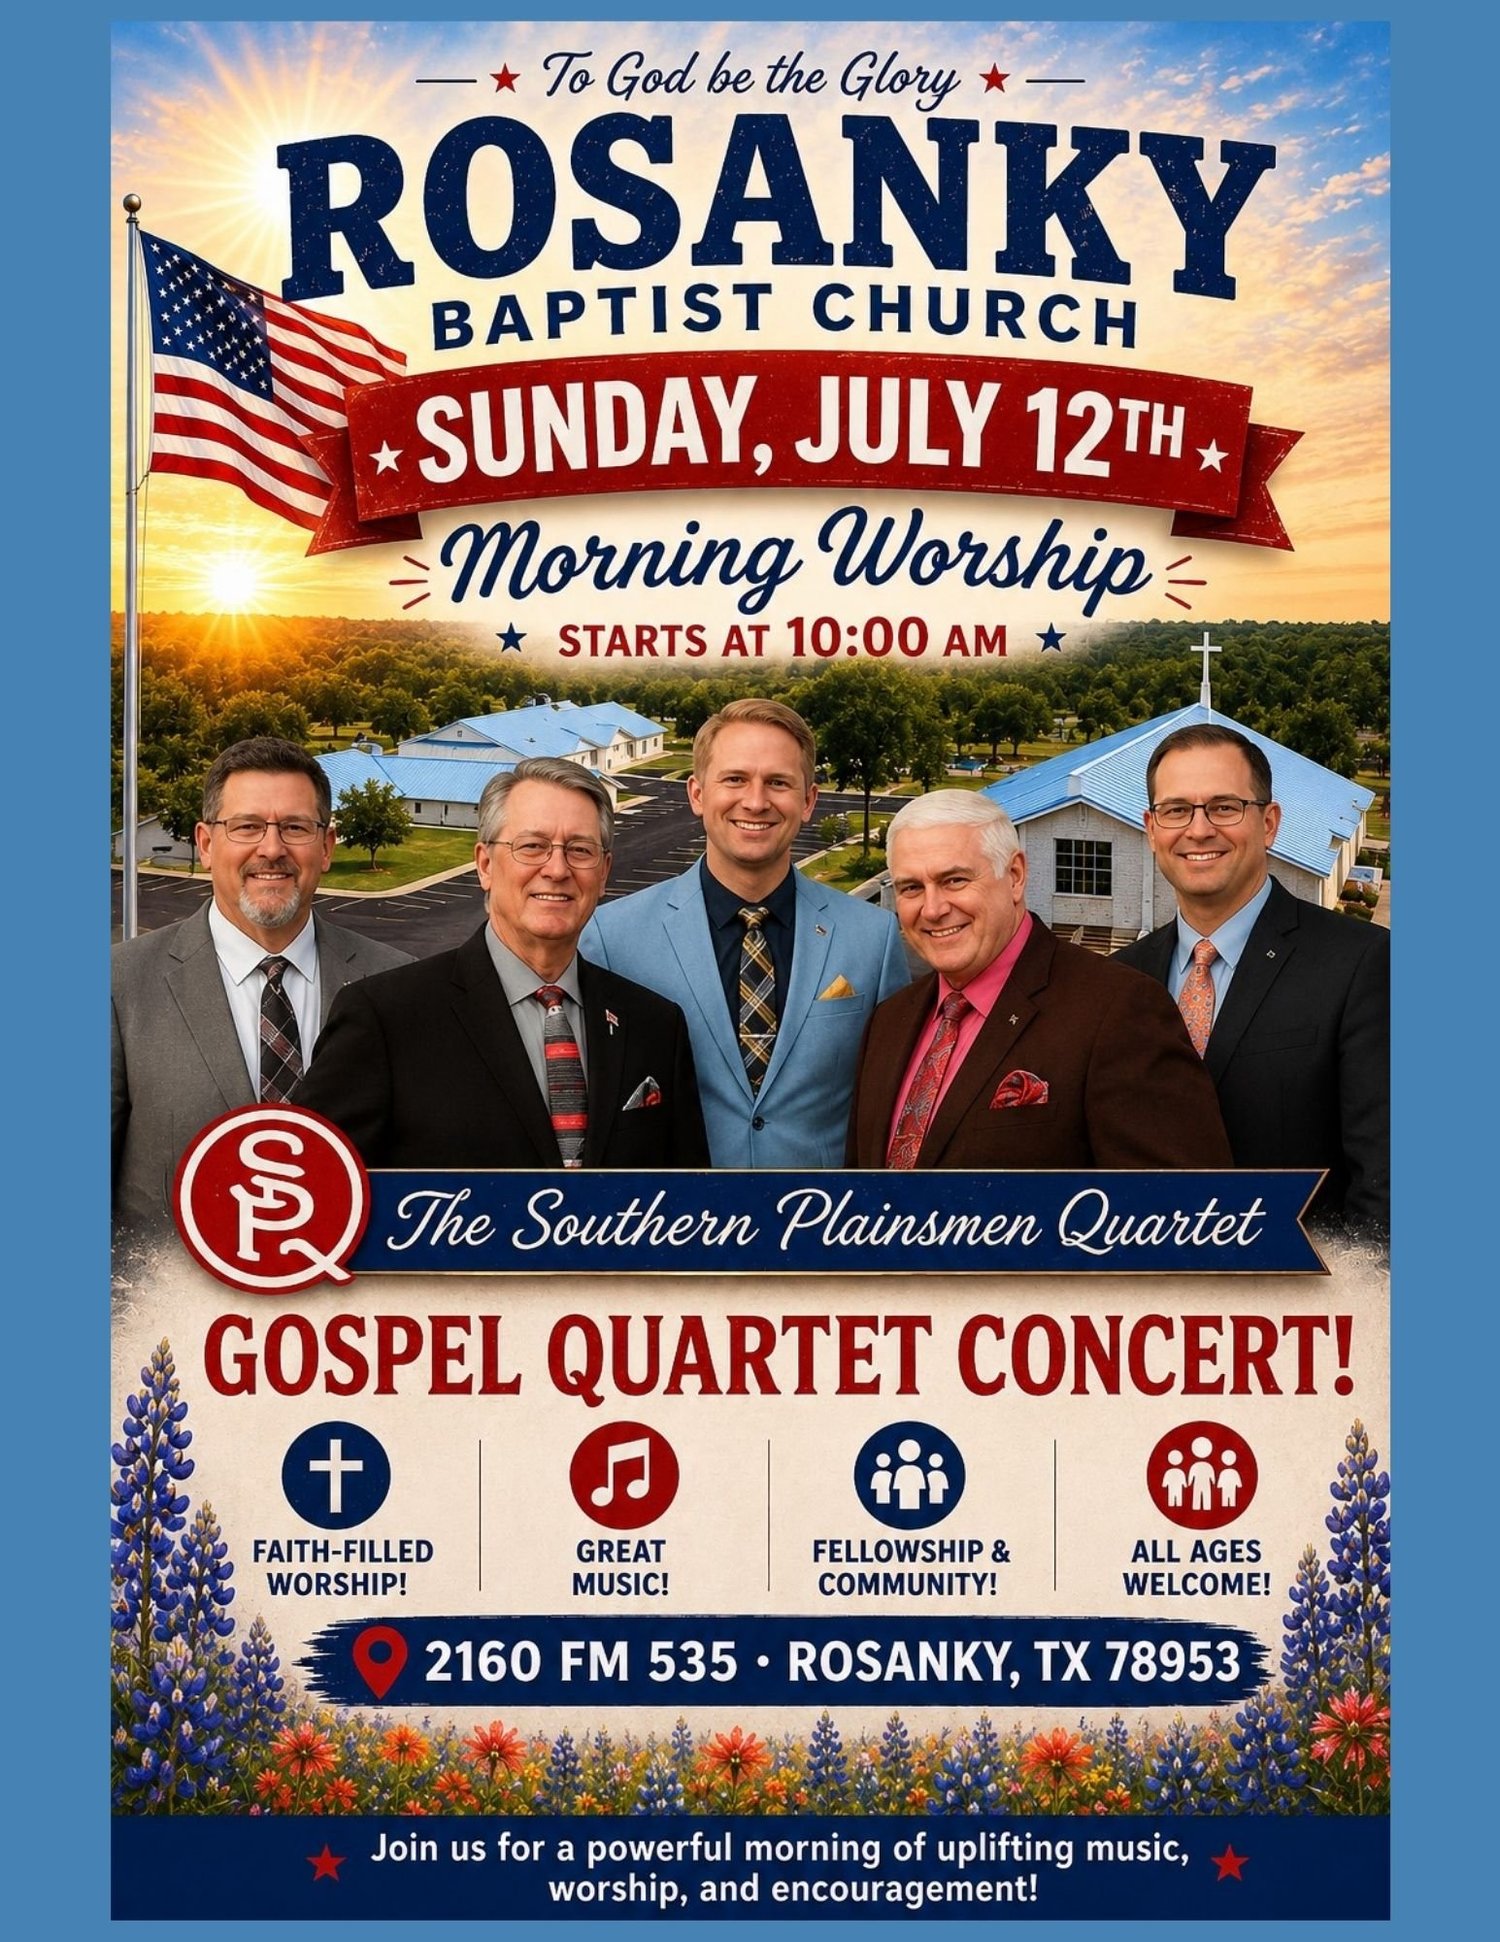 To God be the Glory
ROSANKY
BAPTIST CHURCH
SUNDAY, JULY 12TH
Morning Worship
STARTS AT 10:00 AM
SPQ
The Southern Plainsmen Quartet
GOSPEL QUARTET CONCERT!
FAITH-FILLED
WORSHIP!
GREAT
MUSIC!
FELLOWSHIP &
COMMUNITY!
ALL AGES
WELCOME!
2160 FM 535 · ROSANKY, TX 78953
Join us for a powerful morning of uplifting music,
worship, and encouragement!